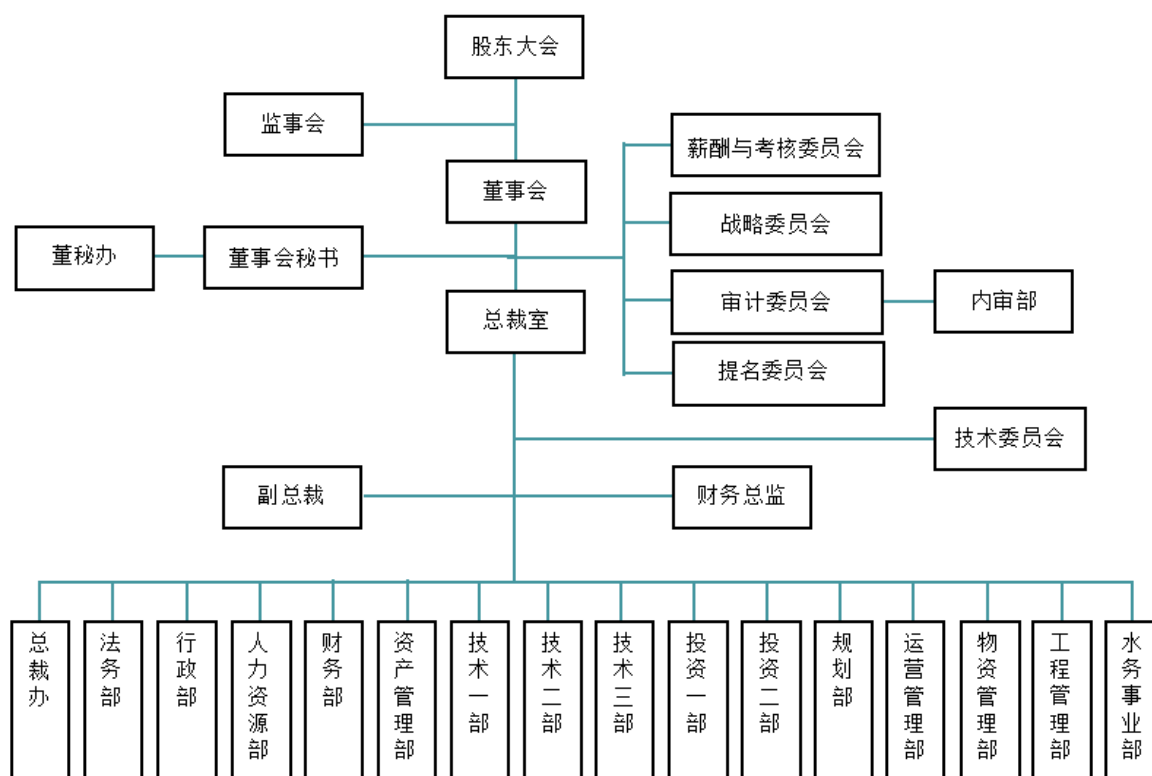 股东大会
监事会
薪酬与考核委员会
董事会
战略委员会
董秘办
董事会秘书
审计委员会
内审部
总裁室
提名委员会
技术委员会
副总裁
财务总监
总裁办
法务部
行政部
人力资源部
财务部
资产管理部
技术一部
技术二部
技术三部
投资一部
投资二部
规划部
运营管理部
物资管理部
工程管理部
水务事业部